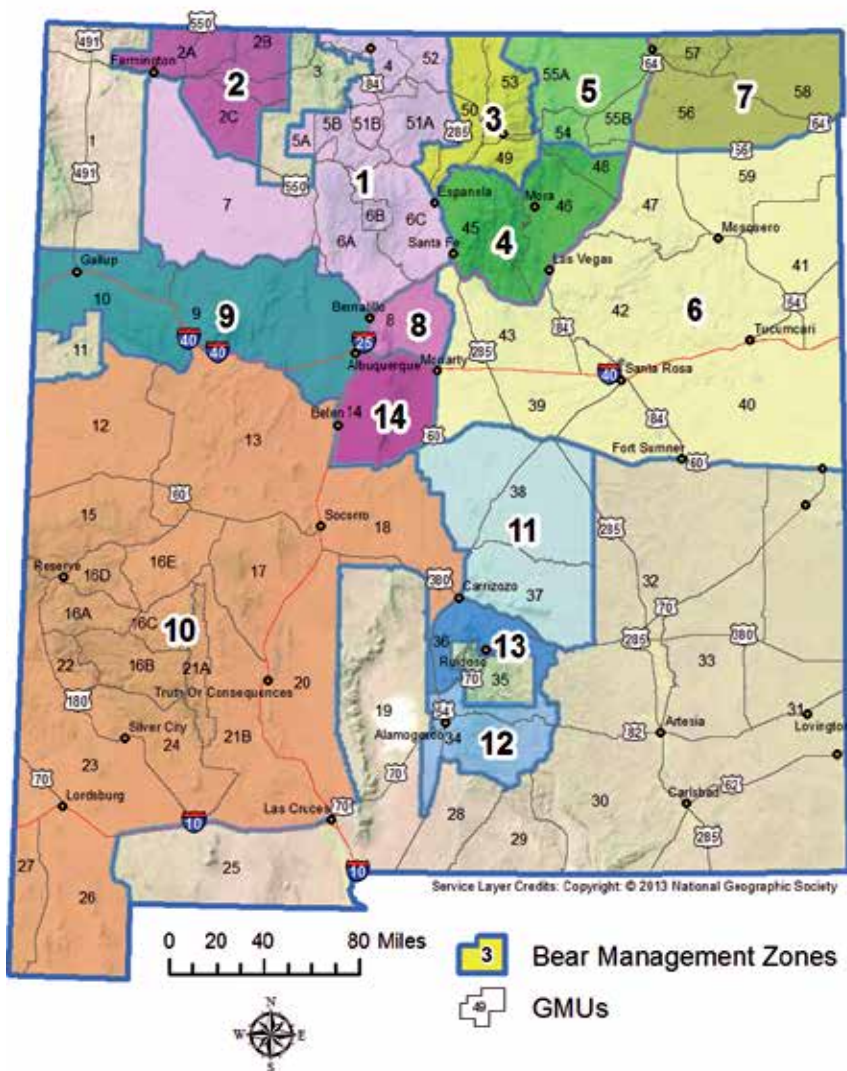 550
491
2A
2B
Farmington
2
2C
3
4
52
84
53
50
3
285
49
55A
5
54
55B
64
57
7
56
58
64
56
1
491
5A
5B
51B
51A
550
7
1
6B
6C
6A
Espanola
Santa Fe
Mora
48
46
45
4
Las Vegas
59
47
Mosquero
41
64
42
6
43
84
285
Tucumcari
Gallup
10
9
9
40
40
11
Bernalillo
8
8
25
Albuquerque
Moriarty
40
Santa Rosa
39
40
84
Fort Sumner
60
Belen
14
14
60
12
13
60
15
Socorro
18
38
11
37
285
32
70
Reserve
16D
16E
17
16A
16C
10
22
16B
21A
Truth Or Consequences
20
180
Silver City
24
21B
23
70
Lordsburg
10
Las Cruces
70
380
Carrizozo
36
13
Ruidoso
70
35
19
54
Alamogordo
34
12
70
285
33
380
31
Lovington
82
Artesia
62
Carlsbad
285
28
29
30
27
26
25
10
Service Layer Credits: Copyright: © 2013 National Geographic Society
0 20 40 80 Miles
3 Bear Management Zones
49 GMUs
N
W E
S